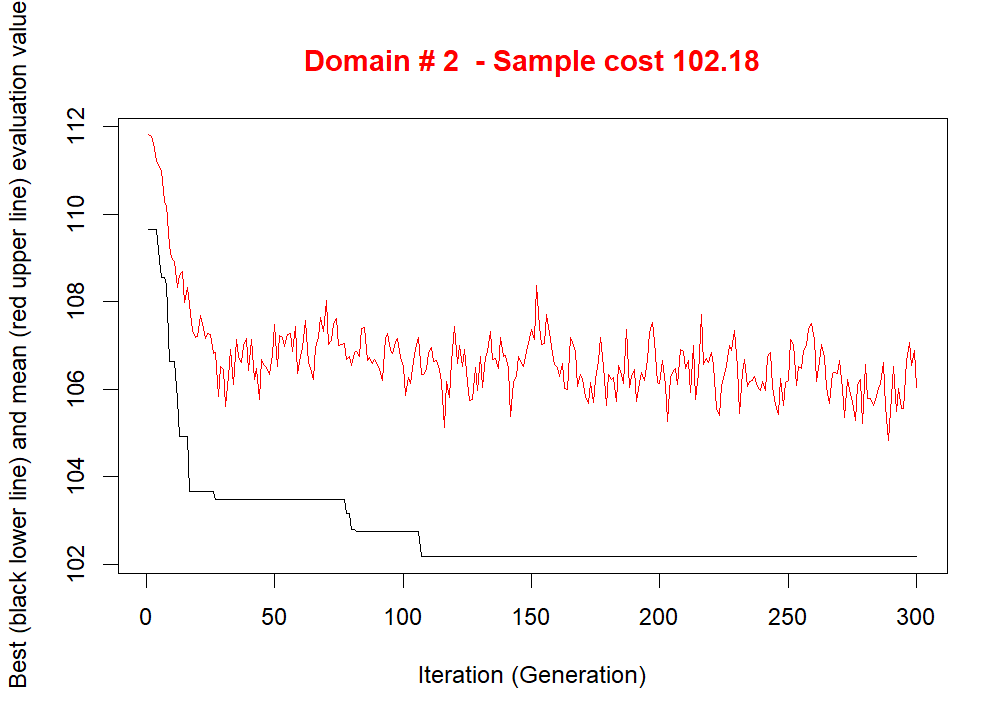 Domain # 2  - Sample cost 102.18
Best (black lower line) and mean (red upper line) evaluation value
112
110
108
106
104
102
0 50 100 150 200 250 300
Iteration (Generation)